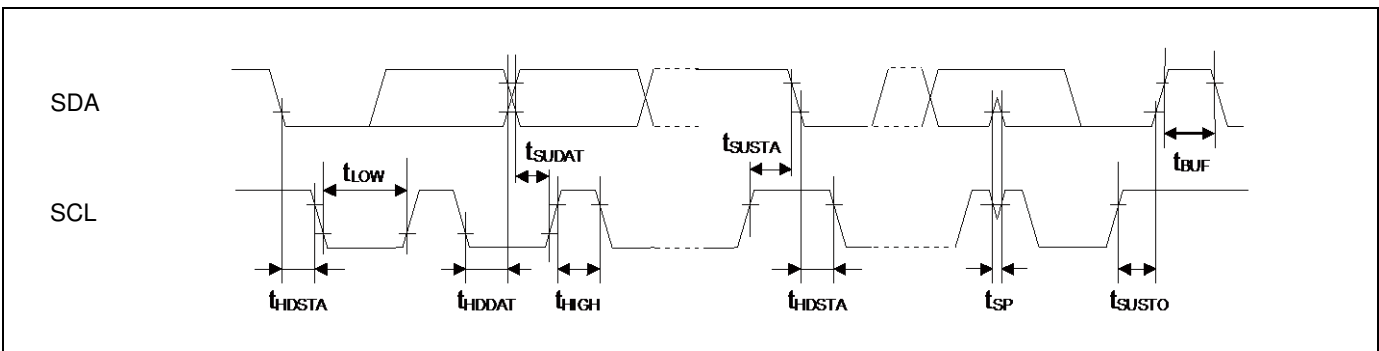 SDA
tSUDAT
tSUSTA
tBUF
tLOW
SCL
tHDSTA
tHDDAT
tHIGH
tHDSTA
tSP
tSUSTO